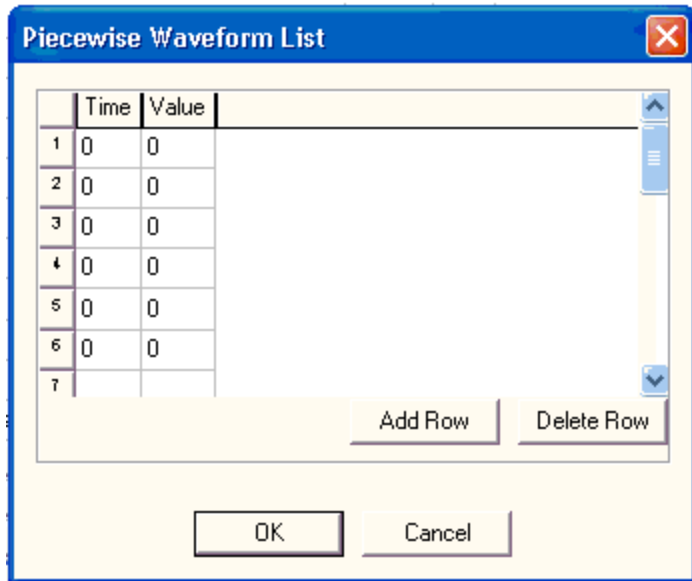 Piecewise Waveform List
Time Value
1 0 0
2 0 0
3 0 0
4 0 0
5 0 0
6 0 0
7
Add Row Delete Row
OK Cancel